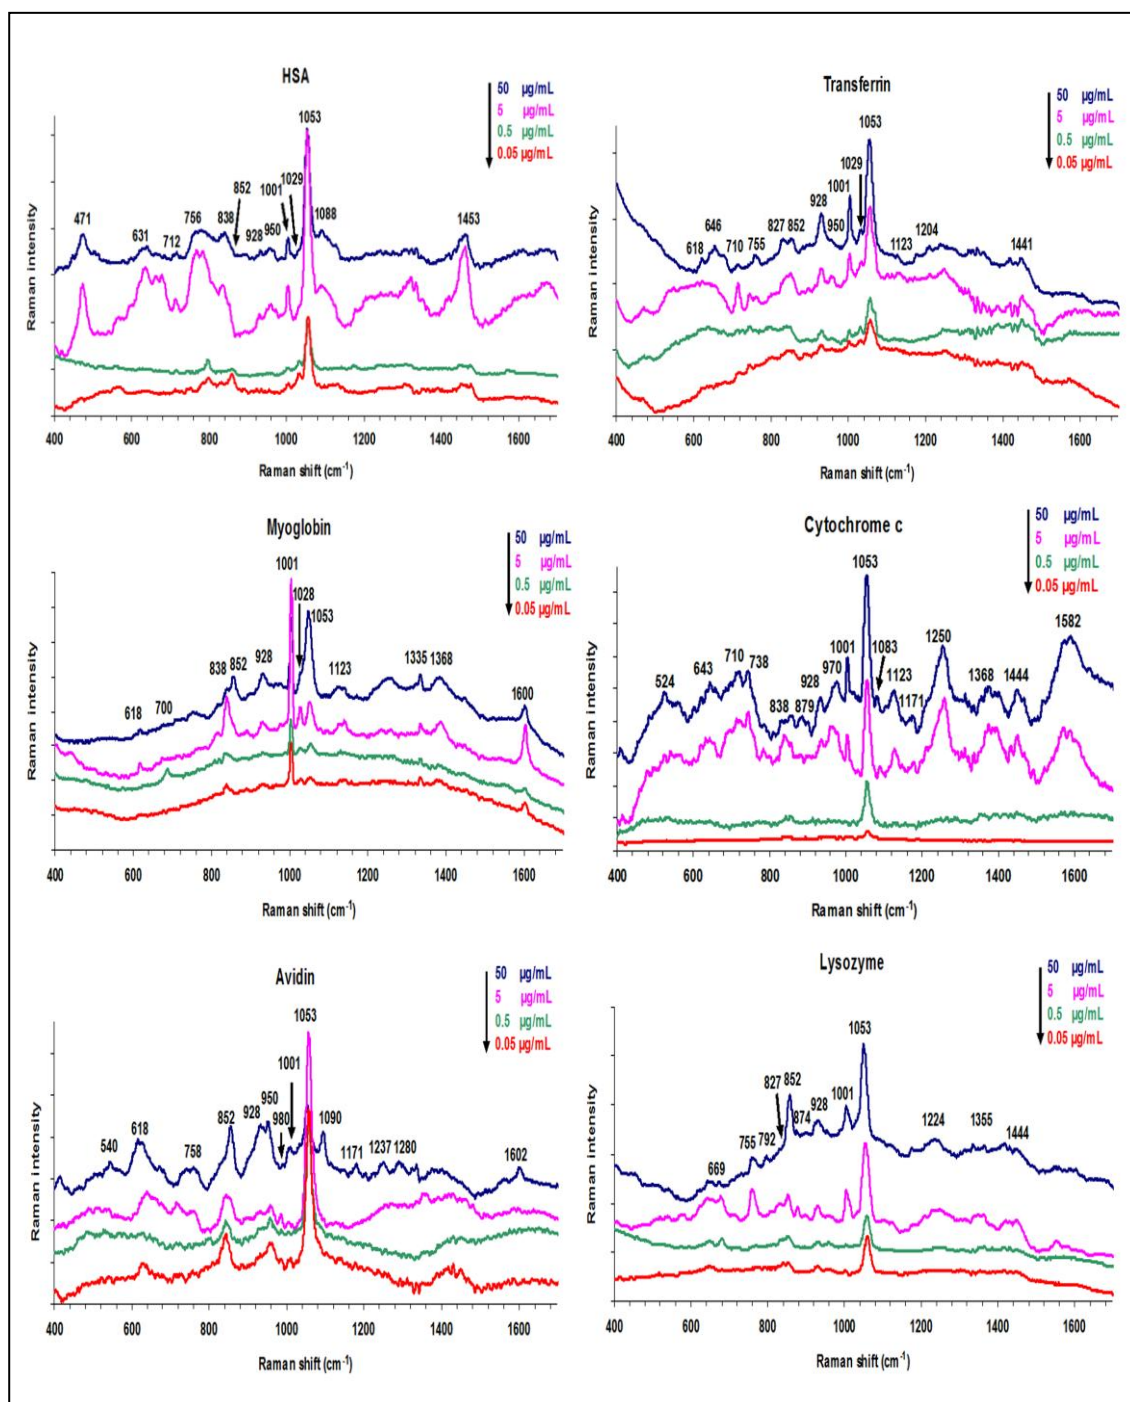 HSA
50 µg/mL
5 µg/mL
0.5 µg/mL
0.05 µg/mL
1053
852
1001
1029
471
631
712
756
838
928
950
1088
1453
Raman intensity
400 600 800 1000 1200 1400 1600
Raman shift (cm⁻¹)
Transferrin
50 µg/mL
5 µg/mL
0.5 µg/mL
0.05 µg/mL
1053
1029
1001
928
618
646
710
755
827
852
950
1123
1204
1441
Raman intensity
400 600 800 1000 1200 1400 1600
Raman shift (cm⁻¹)
Myoglobin
50 µg/mL
5 µg/mL
0.5 µg/mL
0.05 µg/mL
1001
1028
1053
618
700
838
852
928
1123
1335
1368
1600
Raman intensity
400 600 800 1000 1200 1400 1600
Raman shift (cm⁻¹)
Cytochrome c
50 µg/mL
5 µg/mL
0.5 µg/mL
0.05 µg/mL
1053
524
643
710
738
838
879
928
970
1001
1083
1123
1171
1250
1368
1444
1582
Raman intensity
400 600 800 1000 1200 1400 1600
Raman shift (cm⁻¹)
Avidin
50 µg/mL
5 µg/mL
0.5 µg/mL
0.05 µg/mL
1053
1001
540
618
758
852
928
950
980
1090
1171
1237
1280
1602
Raman intensity
400 600 800 1000 1200 1400 1600
Raman shift (cm⁻¹)
Lysozyme
50 µg/mL
5 µg/mL
0.5 µg/mL
0.05 µg/mL
1053
669
755
792
827
852
874
928
1001
1224
1355
1444
Raman intensity
400 600 800 1000 1200 1400 1600
Raman shift (cm⁻¹)